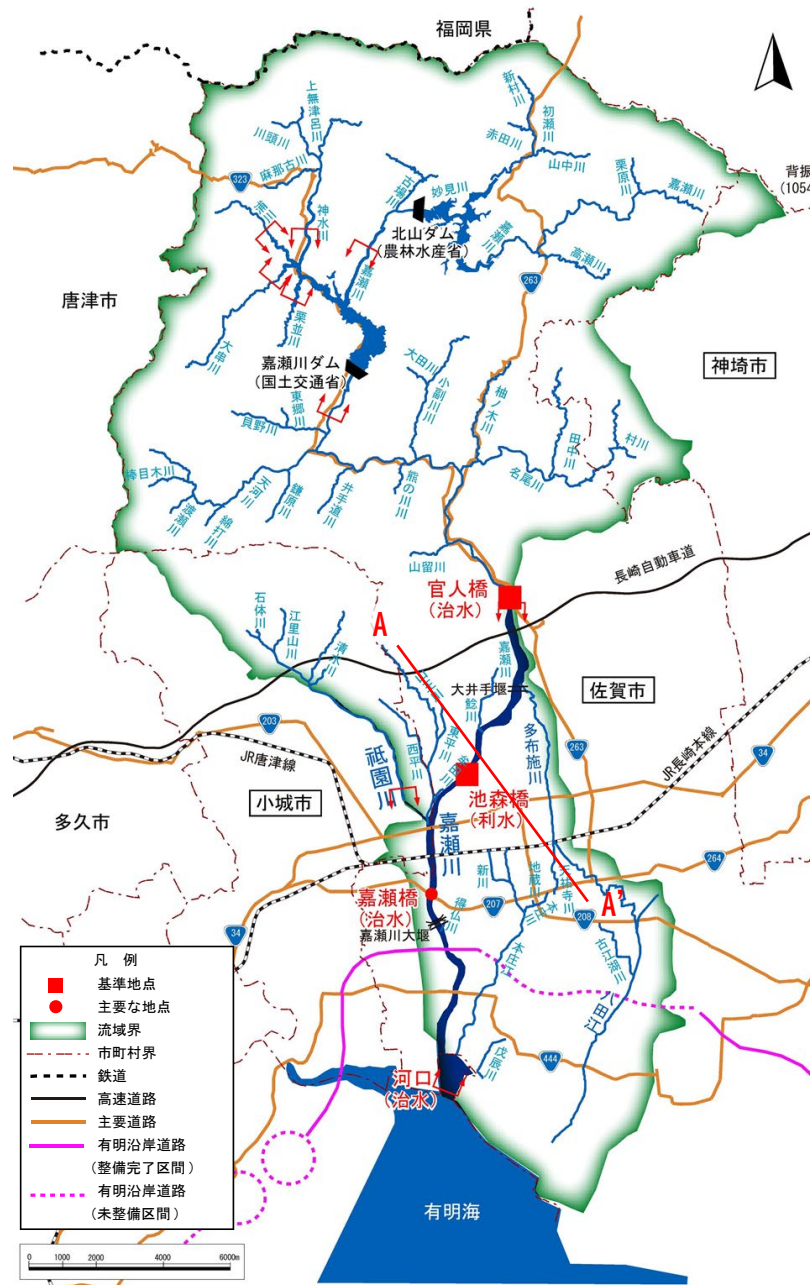 福岡県
上無津呂川
川頭川
麻那古川
323
神水川
新村川
初瀬川
赤田川
山中川
栗原川
嘉瀬川
妙見川
古場川
北山ダム
(農林水産省)
嘉瀬川
高瀬川
263
嘉瀬川
栗並川
大串川
唐津市
嘉瀬川ダム
(国土交通省)
東郷川
貝野川
大田川
小副川川
柚ノ木川
神埼市
田中川
村川
名尾川
棒目木川
渡瀬川
綿打川
天河川
鎌原川
井手道川
熊の川川
山留川
官人橋
(治水)
長崎自動車道
石体川
江里山川
清水川
A
嘉瀬川
大井手堰
鯰川
佐賀市
203
JR唐津線
祗園川
西平川
東平川
多布施川
263
34
JR長崎本線
池森橋
(利水)
小城市
多久市
嘉瀬川
264
新川
地蔵川
天祐寺川
嘉瀬橋
(治水)
207
A'
208
得仏川
嘉瀬川大堰
34
本庄江
古江湖川
八田江
戊辰川
444
河口
(治水)
有明海
凡 例
基準地点
主要な地点
流域界
市町村界
鉄道
高速道路
主要道路
有明沿岸道路
(整備完了区間)
有明沿岸道路
(未整備区間)
0 1000 2000 4000 6000m